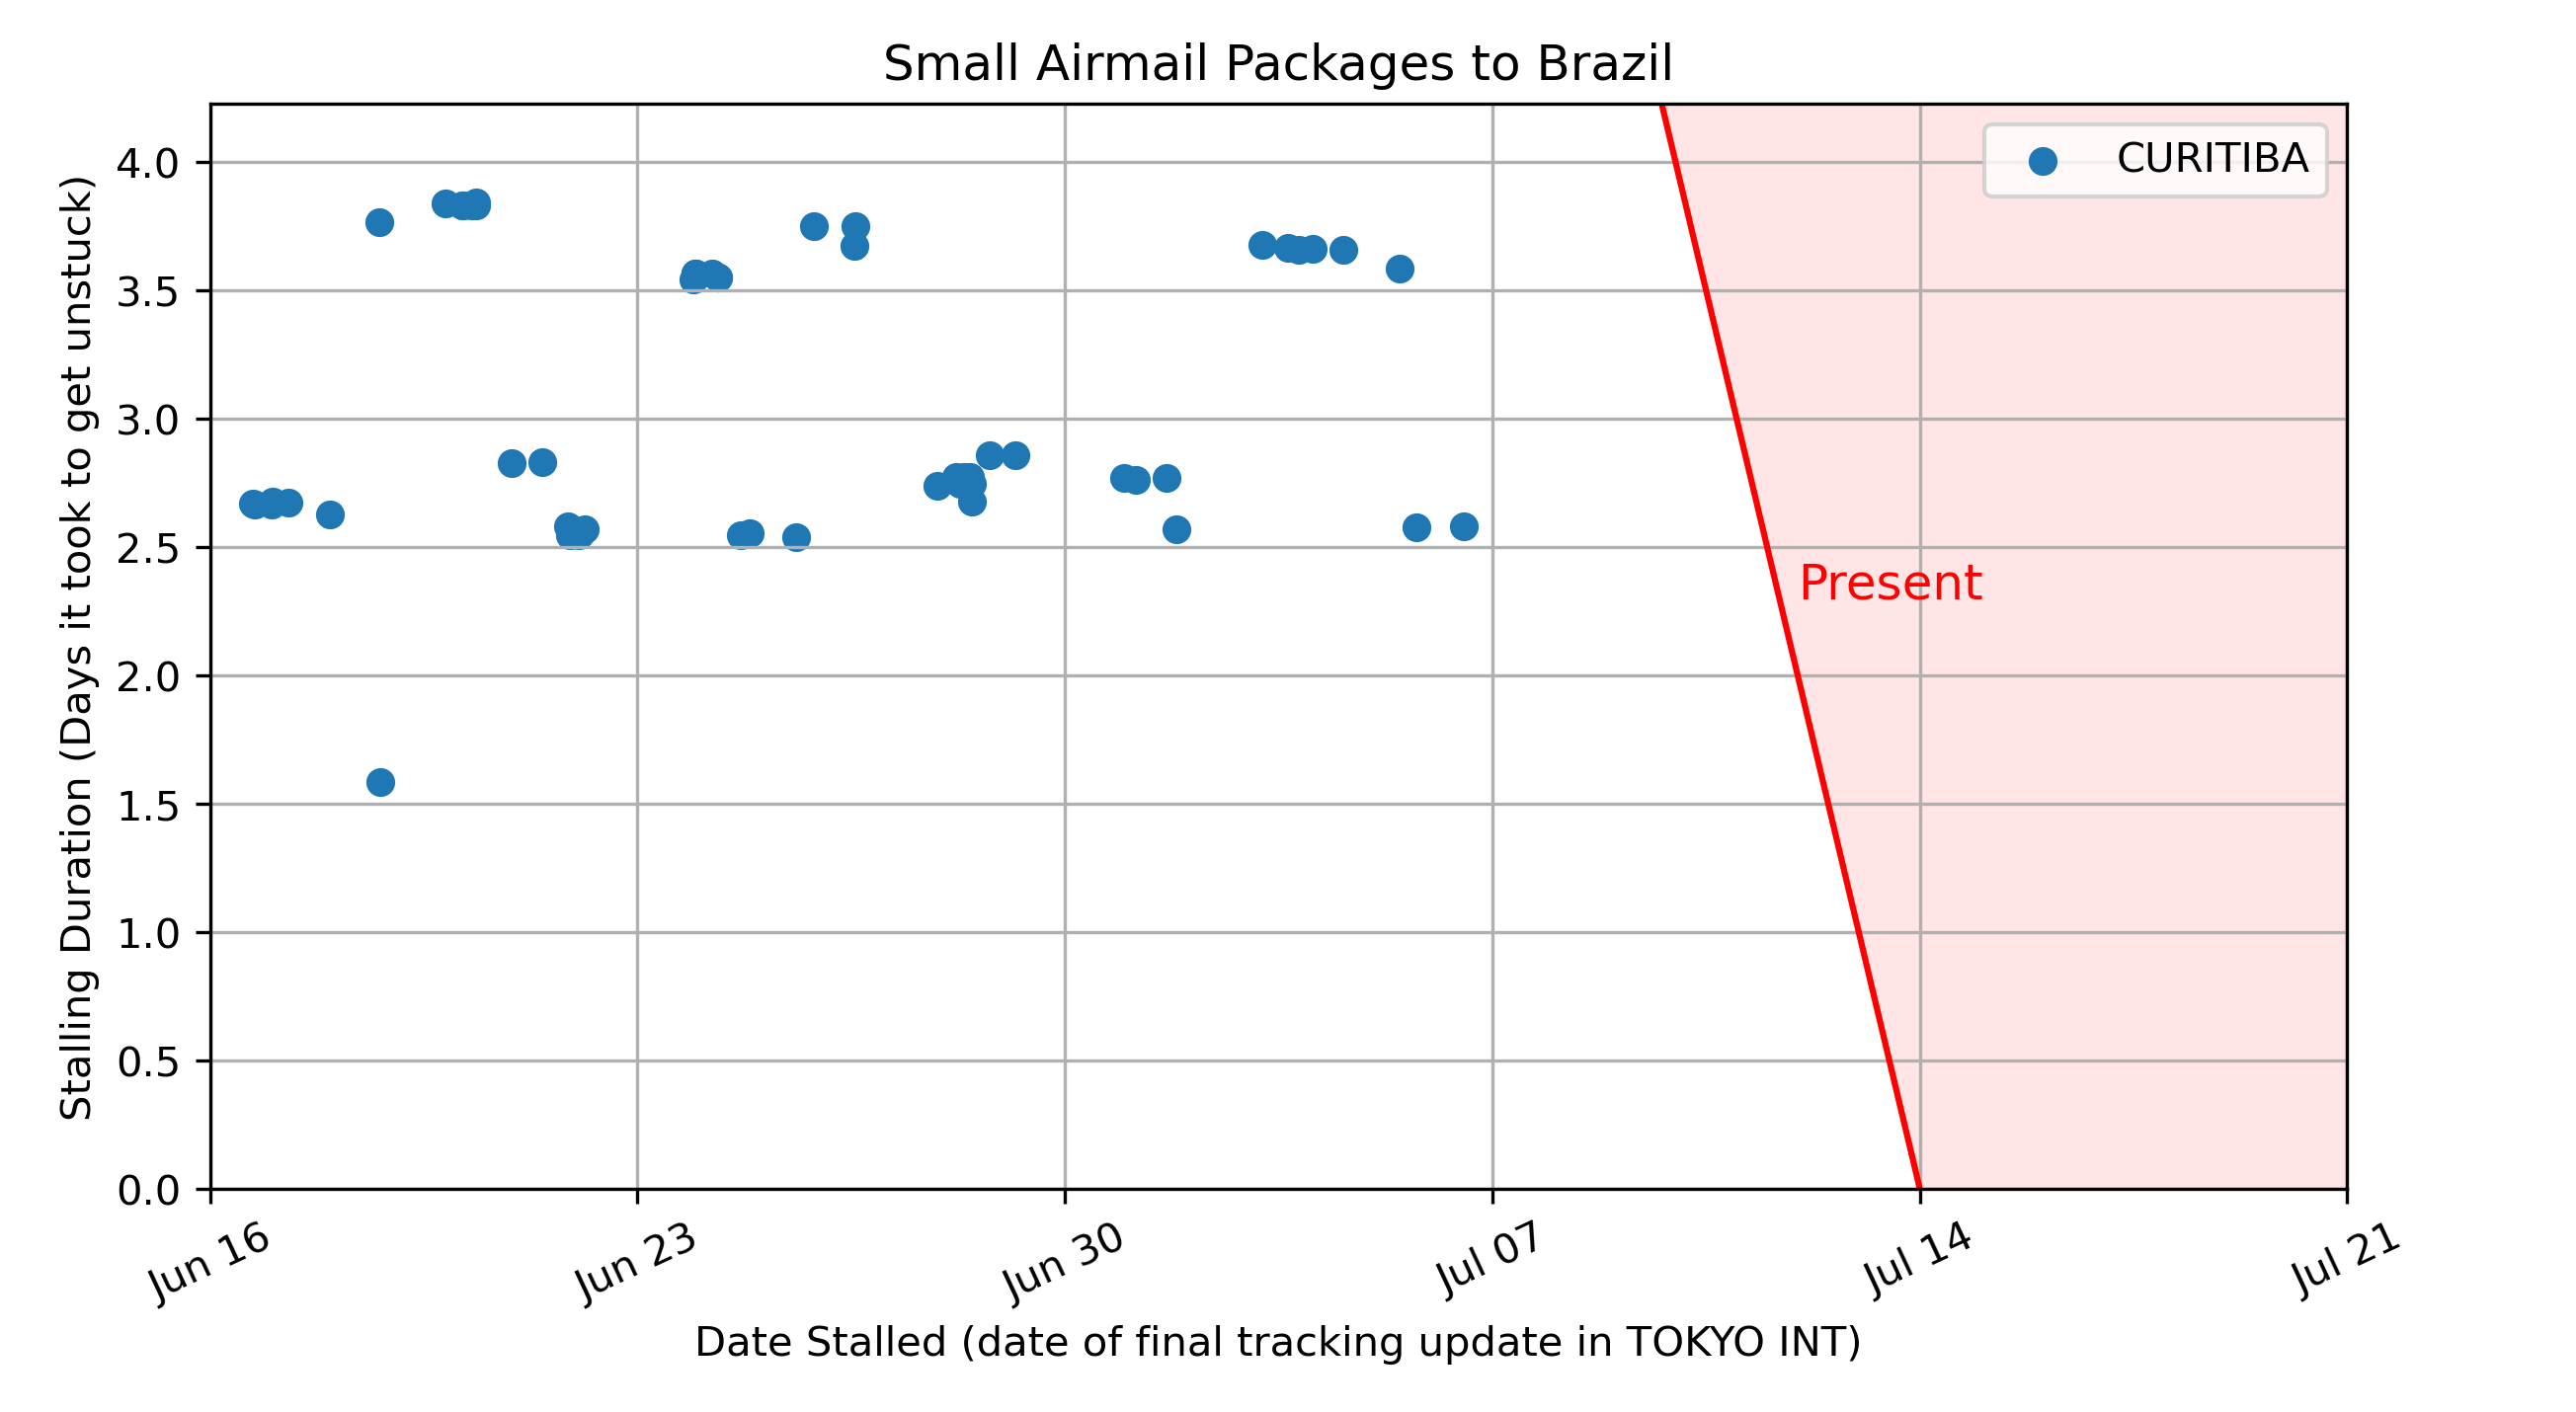 Small Airmail Packages to Brazil
CURITIBA
4.0
3.5
3.0
2.5
2.0
1.5
1.0
0.5
0.0
Stalling Duration (Days it took to get unstuck)
Present
Jun 16
Jun 23
Jun 30
Jul 07
Jul 14
Jul 21
Date Stalled (date of final tracking update in TOKYO INT)